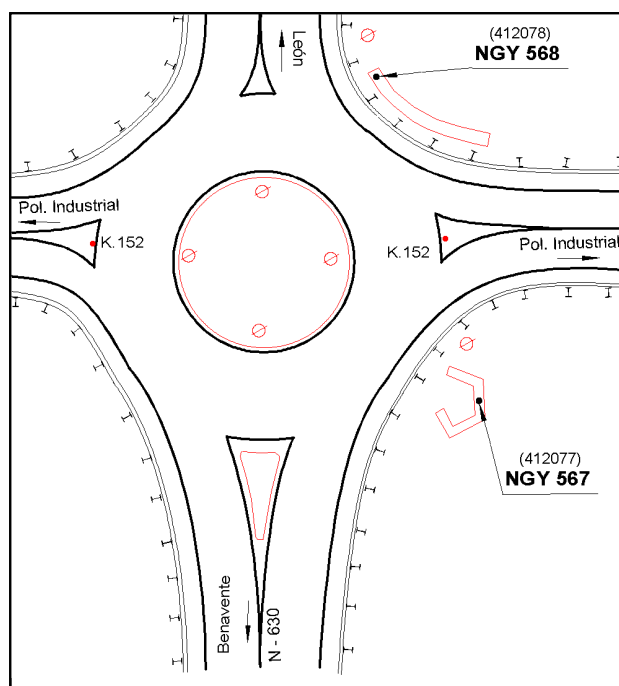 (412078)
NGY 568
León
Pol. Industrial
K.152
K.152
Pol. Industrial
(412077)
NGY 567
Benavente
N - 630